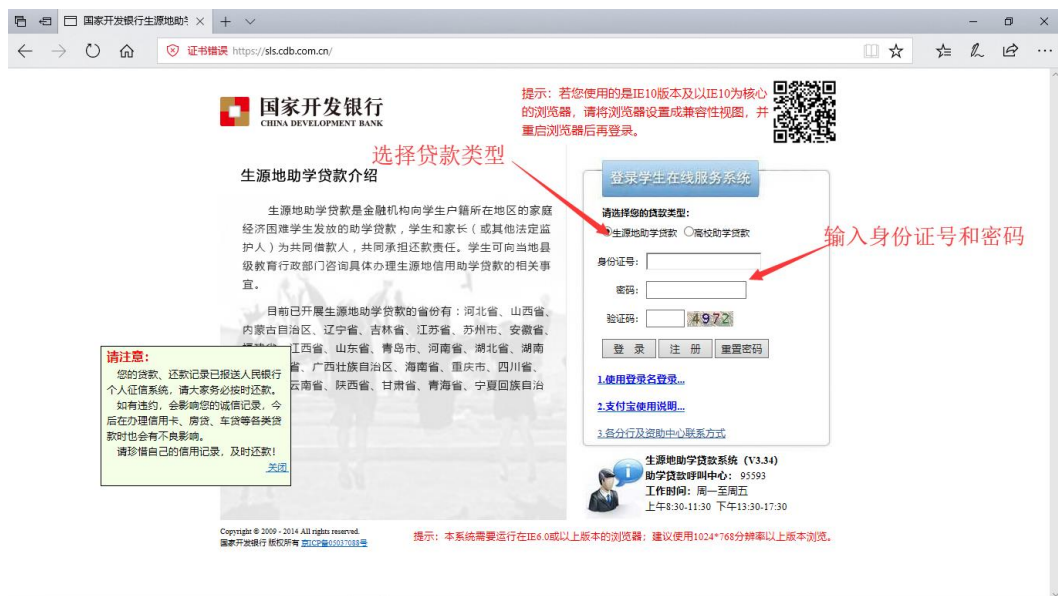 国家开发银行生源地助学
证书错误 https://sls.cdb.com.cn/
国家开发银行
CHINA DEVELOPMENT BANK
提示：若您使用的是IE10版本及以IE10为核心
的浏览器，请将浏览器设置成兼容性视图，并
重启浏览器后再登录。
选择贷款类型
生源地助学贷款介绍
生源地助学贷款是金融机构向学生户籍所在地区的家庭
经济困难学生发放的助学贷款，学生和家长（或其他法定监
护人）为共同借款人，共同承担还款责任。学生可向当地县
级教育行政部门咨询具体办理生源地信用助学贷款的相关事
宜。
目前已开展生源地助学贷款的省份有：河北省、山西省、
内蒙古自治区、辽宁省、吉林省、江苏省、苏州市、安徽省、
江西省、山东省、青岛市、河南省、湖北省、湖南
省、广西壮族自治区、海南省、重庆市、四川省、
云南省、陕西省、甘肃省、青海省、宁夏回族自治
请注意：
您的贷款、还款记录已报送人民银行
个人征信系统，请大家务必按时还款。
如有违约，会影响您的诚信记录，今
后在办理信用卡、房贷、车贷等各类贷
款时也会有不良影响。
请珍惜自己的信用记录，及时还款！
关闭
登录学生在线服务系统
请选择您的贷款类型：
生源地助学贷款 高校助学贷款
输入身份证号和密码
身份证号：
密码：
验证码： 4972
登 录 注 册 重置密码
1.使用登录名登录...
2.支付宝使用说明...
3.各分行及资助中心联系方式
生源地助学贷款系统（V3.34）
助学贷款呼叫中心： 95593
工作时间：周一至周五
上午8:30-11:30 下午13:30-17:30
Copyright © 2009 - 2014 All rights reserved.
国家开发银行 版权所有 京ICP备05037088号
提示：本系统需要运行在IE6.0或以上版本的浏览器；建议使用1024*768分辨率以上版本浏览。